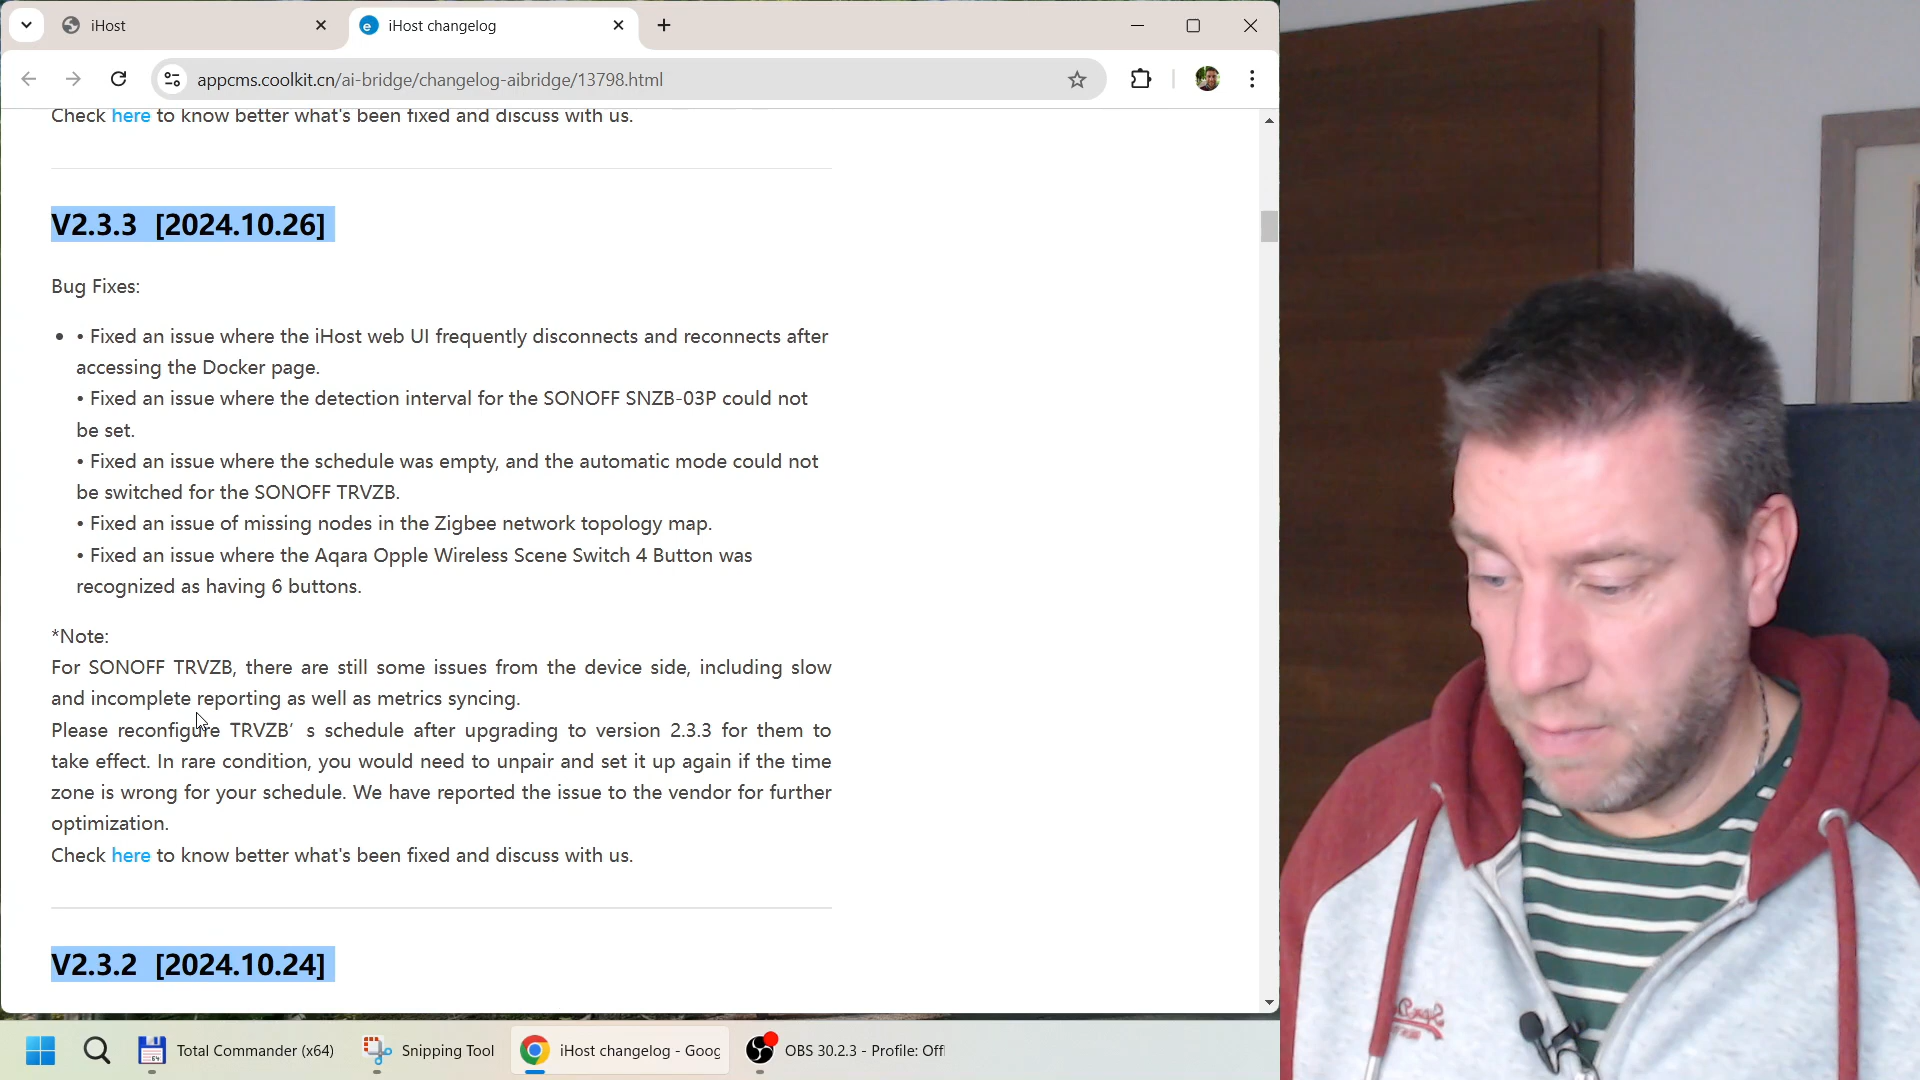 iHost
iHost changelog
appcms.coolkit.cn/ai-bridge/changelog-aibridge/13798.html
Check here to know better what's been fixed and discuss with us.
V2.3.3 [2024.10.26]
Bug Fixes:
• • Fixed an issue where the iHost web UI frequently disconnects and reconnects after
accessing the Docker page.
• Fixed an issue where the detection interval for the SONOFF SNZB-03P could not
be set.
• Fixed an issue where the schedule was empty, and the automatic mode could not
be switched for the SONOFF TRVZB.
• Fixed an issue of missing nodes in the Zigbee network topology map.
• Fixed an issue where the Aqara Opple Wireless Scene Switch 4 Button was
recognized as having 6 buttons.
*Note:
For SONOFF TRVZB, there are still some issues from the device side, including slow
and incomplete reporting as well as metrics syncing.
Please reconfigure TRVZB’ s schedule after upgrading to version 2.3.3 for them to
take effect. In rare condition, you would need to unpair and set it up again if the time
zone is wrong for your schedule. We have reported the issue to the vendor for further
optimization.
Check here to know better what's been fixed and discuss with us.
V2.3.2 [2024.10.24]
64
Total Commander (x64)
Snipping Tool
iHost changelog - Goog
OBS 30.2.3 - Profile: Off